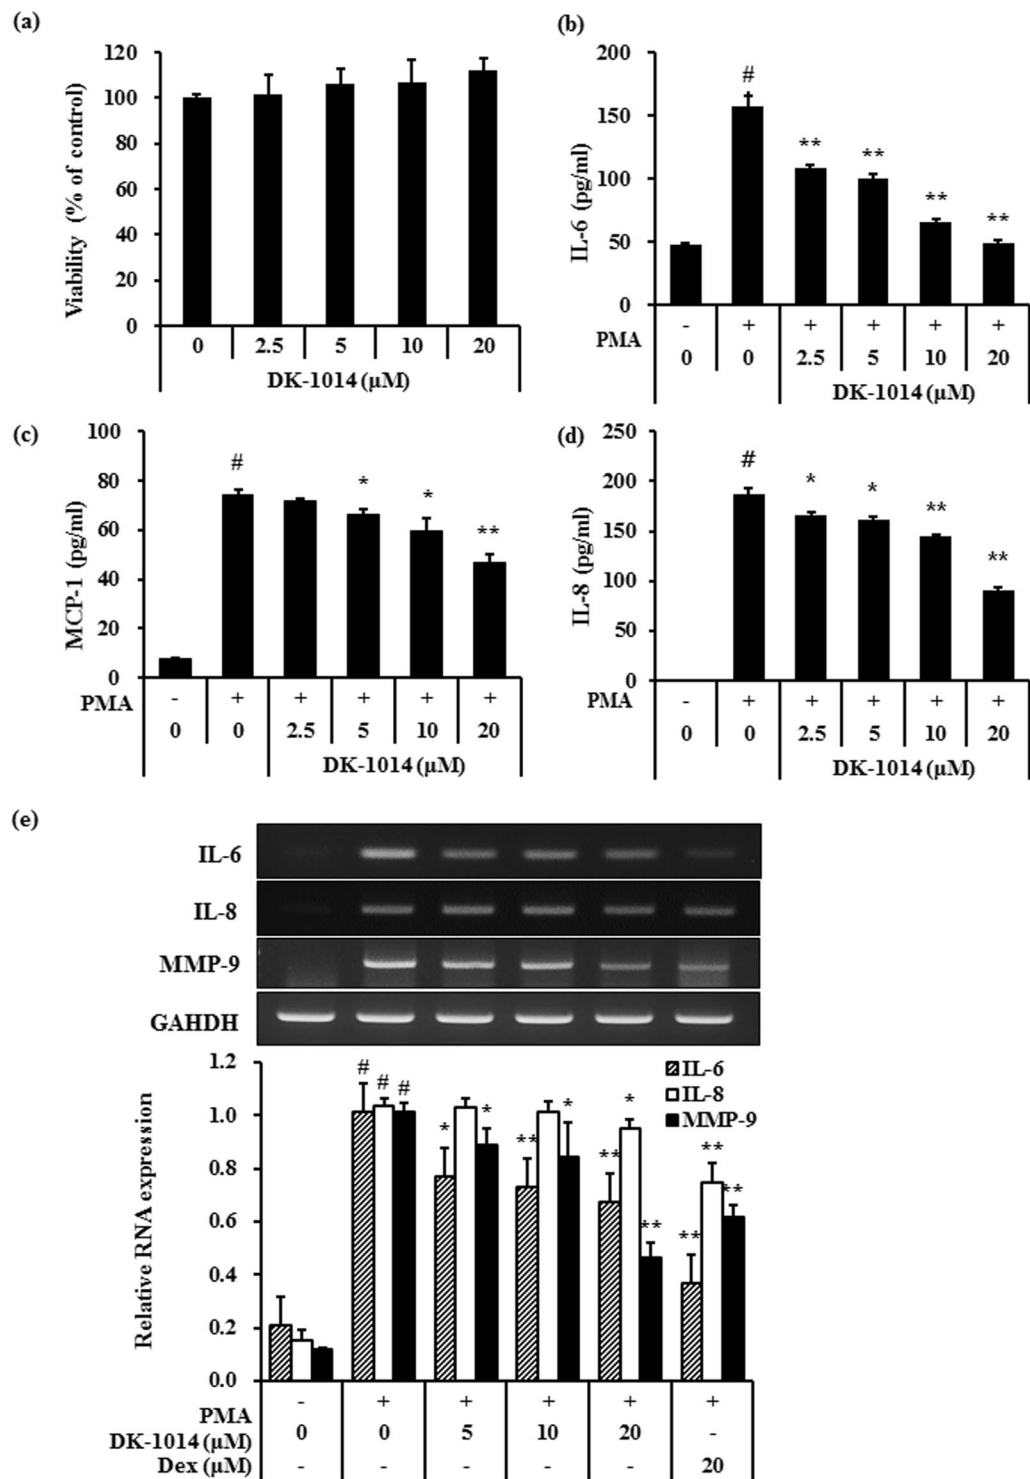 (a)
120
100
80
60
40
20
0
Viability (% of control)
0 2.5 5 10 20
DK-1014 (μM)
(b)
200
150
100
50
0
IL-6 (pg/ml)
# ** ** ** **
PMA - + + + + +
0 0 2.5 5 10 20
DK-1014 (μM)
(c)
100
80
60
40
20
0
MCP-1 (pg/ml)
# * * **
PMA - + + + + +
0 0 2.5 5 10 20
DK-1014 (μM)
(d)
250
200
150
100
50
0
IL-8 (pg/ml)
# * * ** **
PMA - + + + + +
0 0 2.5 5 10 20
DK-1014 (μM)
(e)
IL-6
IL-8
MMP-9
GAHDH
1.2
1.0
0.8
0.6
0.4
0.2
0.0
Relative RNA expression
IL-6
IL-8
MMP-9
# # # * * ** * ** * ** ** ** **
PMA - + + + + +
DK-1014 (μM) 0 0 5 10 20 -
Dex (μM) - - - - - 20